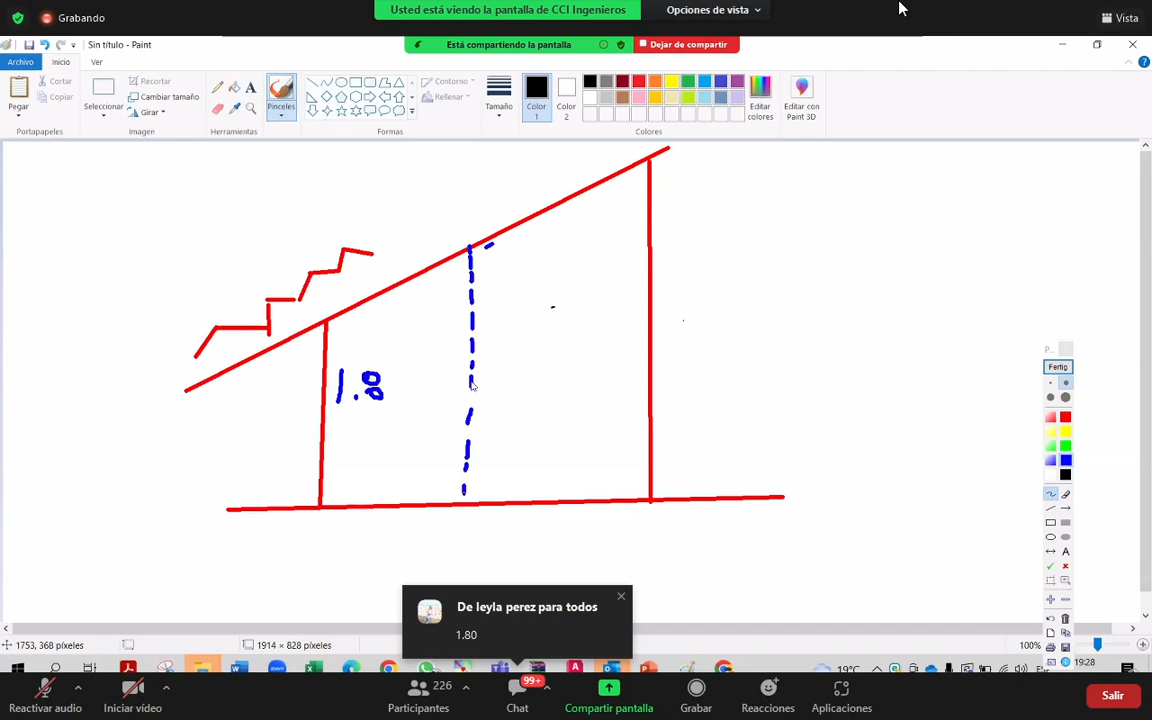 Usted está viendo la pantalla de CCI Ingenieros
Opciones de vista
Grabando
Vista
Sin título - Paint
Está compartiendo la pantalla
Dejar de compartir
Archivo
Inicio
Ver
Pegar
Cortar
Copiar
Portapapeles
Seleccionar
Recortar
Cambiar tamaño
Girar
Imagen
A
Herramientas
Pinceles
Contorno
Rellenar
Formas
Tamaño
Color 1
Color 2
Editar colores
Editar con Paint 3D
Colores
1.80
Fertig
A
De leyla perez para todos
1.80
1753, 368 píxeles
1914 × 828 píxeles
100%
19°C
ESP
19:28
Reactivar audio
Iniciar vídeo
226
Participantes
99+
Chat
Compartir pantalla
Grabar
Reacciones
Aplicaciones
Salir